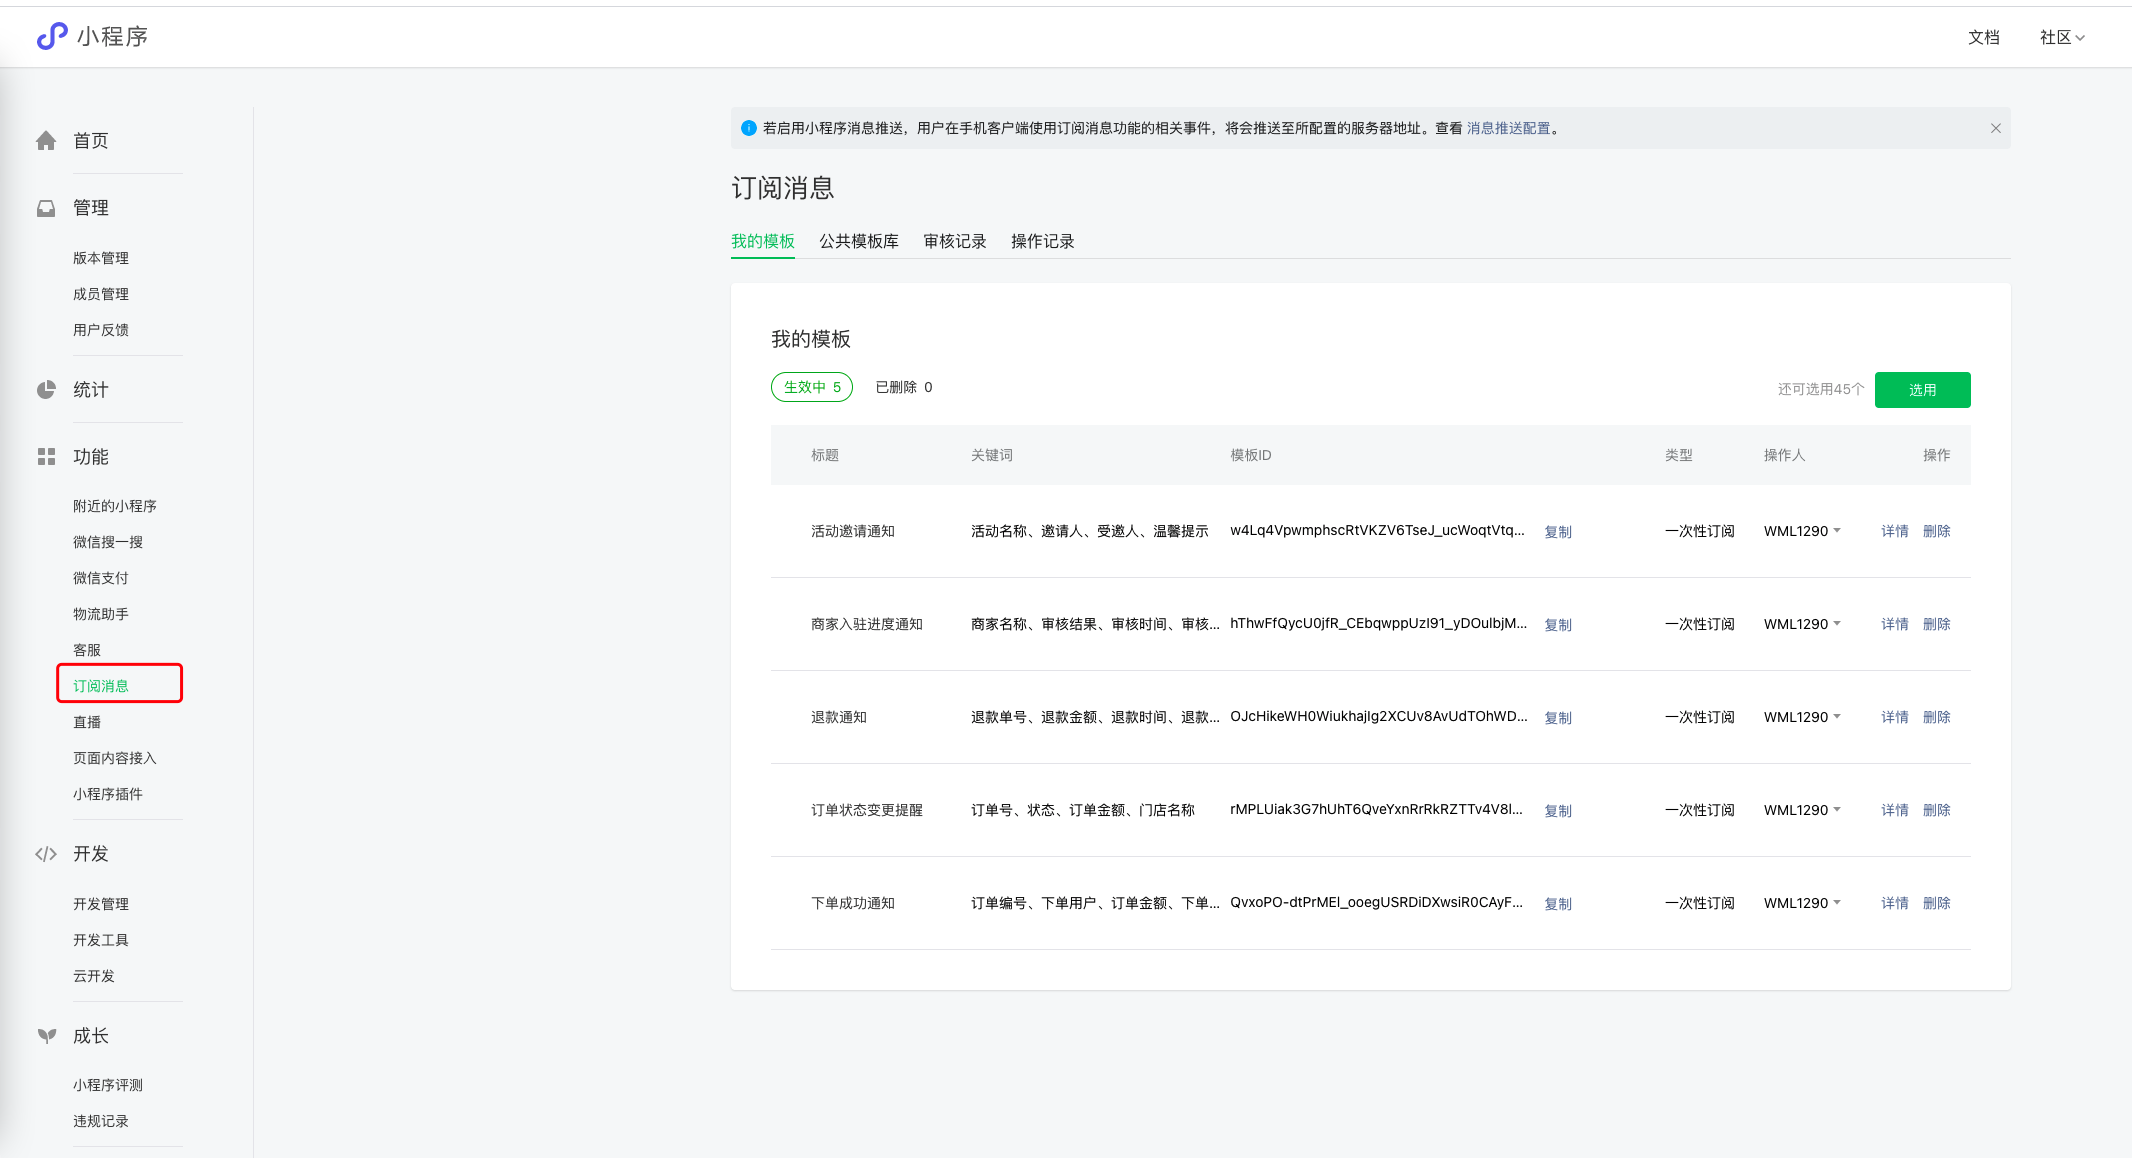 小程序
文档 社区
首页
管理
版本管理
成员管理
用户反馈
统计
功能
附近的小程序
微信搜一搜
微信支付
物流助手
客服
订阅消息
直播
页面内容接入
小程序插件
开发
开发管理
开发工具
云开发
成长
小程序评测
违规记录
若启用小程序消息推送，用户在手机客户端使用订阅消息功能的相关事件，将会推送至所配置的服务器地址。查看 消息推送配置。
订阅消息
我的模板 公共模板库 审核记录 操作记录
我的模板
生效中 5 已删除 0 还可选用45个 选用
标题 关键词 模板ID 类型 操作人 操作
活动邀请通知 活动名称、邀请人、受邀人、温馨提示 w4Lq4VpwmphscRtVKZV6TseJ_ucWoqtVtq... 复制 一次性订阅 WML1290 详情 删除
商家入驻进度通知 商家名称、审核结果、审核时间、审核... hThwFfQycU0jfR_CEbqwppUzI91_yDOulbjM... 复制 一次性订阅 WML1290 详情 删除
退款通知 退款单号、退款金额、退款时间、退款... OJcHikeWH0WiukhajIg2XCUv8AvUdTOhWD... 复制 一次性订阅 WML1290 详情 删除
订单状态变更提醒 订单号、状态、订单金额、门店名称 rMPLUiak3G7hUhT6QveYxnRrRkRZTTv4V8I... 复制 一次性订阅 WML1290 详情 删除
下单成功通知 订单编号、下单用户、订单金额、下单... QvxoPO-dtPrMEl_ooegUSRDiDXwsiR0CAyF... 复制 一次性订阅 WML1290 详情 删除